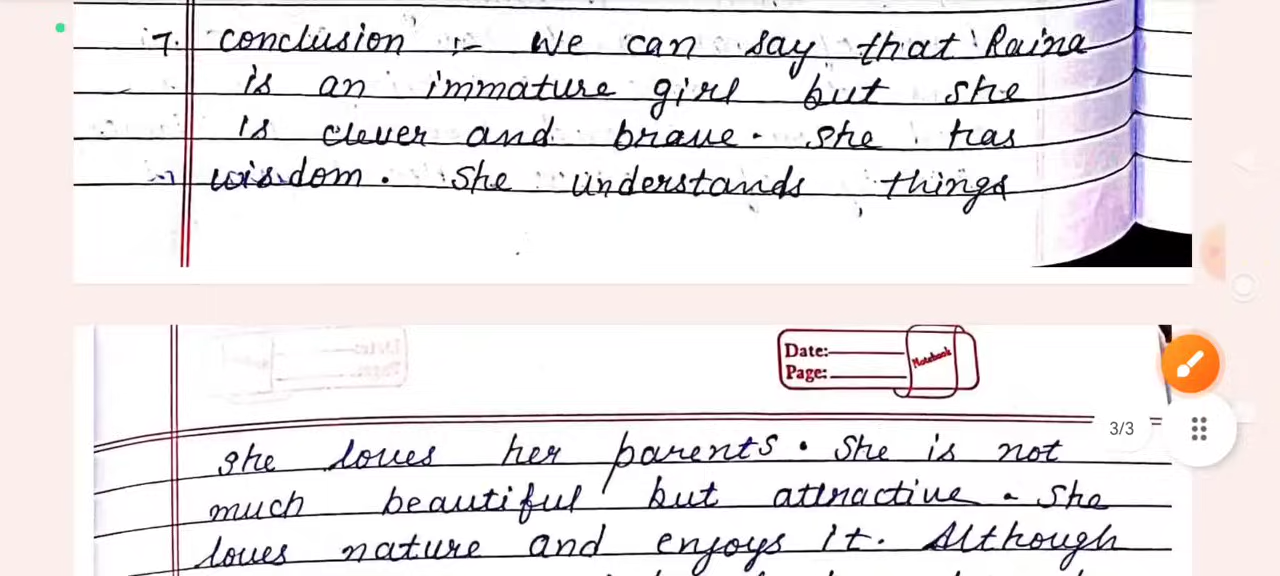 7. conclusion :- We can say that Raina
is an immature girl but she
is clever and brave. she has
wisdom. She understands things
Date:
Page:
Notebook
3/3
She loves her parents. She is not
much beautiful but attractive. She
loves nature and enjoys it. Although